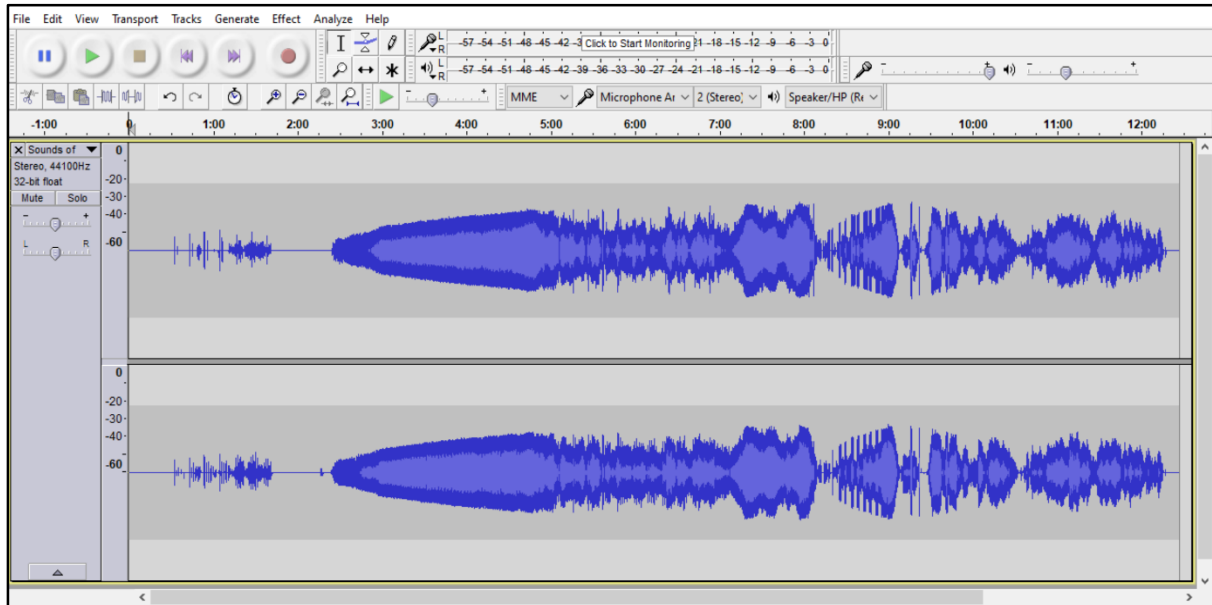 File Edit View Transport Tracks Generate Effect Analyze Help
L
R
-57 -54 -51 -48 -45 -42 -3 Click to Start Monitoring 21 -18 -15 -12 -9 -6 -3 0
L
R
-57 -54 -51 -48 -45 -42 -39 -36 -33 -30 -27 -24 -21 -18 -15 -12 -9 -6 -3 0
- +
- +
- + MME Microphone Ar 2 (Stereo) Speaker/HP (Re
-1:00 0 1:00 2:00 3:00 4:00 5:00 6:00 7:00 8:00 9:00 10:00 11:00 12:00
X Sounds of
Stereo, 44100Hz
32-bit float
Mute Solo
- +
L R
0
-20
-30
-40
-60
0
-20
-30
-40
-60